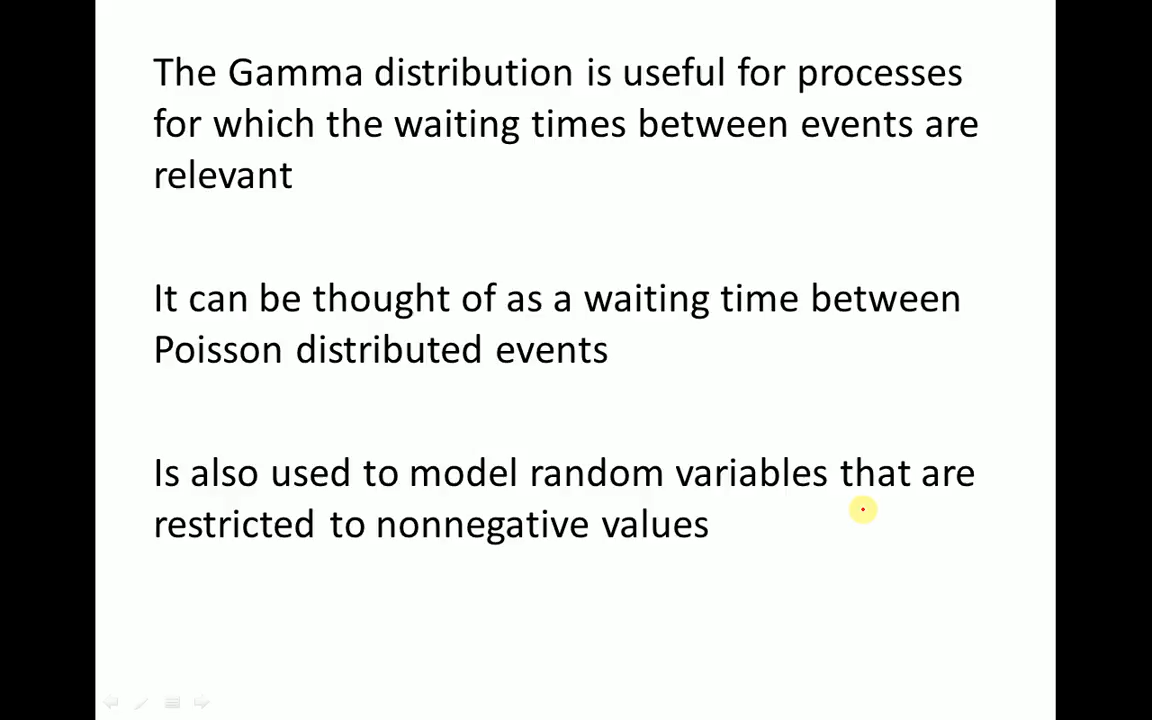 The Gamma distribution is useful for processes
for which the waiting times between events are
relevant
It can be thought of as a waiting time between
Poisson distributed events
Is also used to model random variables that are
restricted to nonnegative values